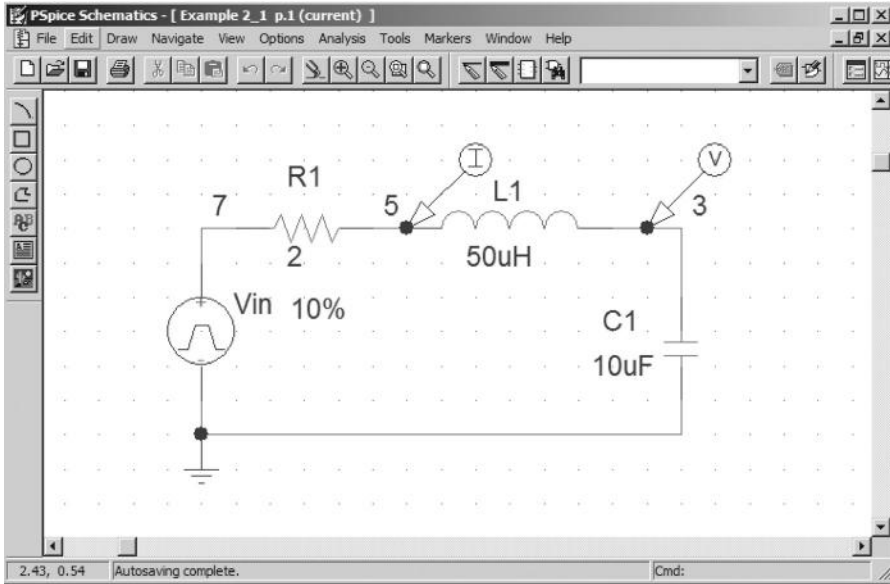 PSpice Schematics - [ Example 2_1 p.1 (current) ]
File Edit Draw Navigate View Options Analysis Tools Markers Window Help
I
V
R1
L1
7
5
3
2
50uH
Vin
10%
C1
10uF
2.43, 0.54
Autosaving complete.
Cmd: